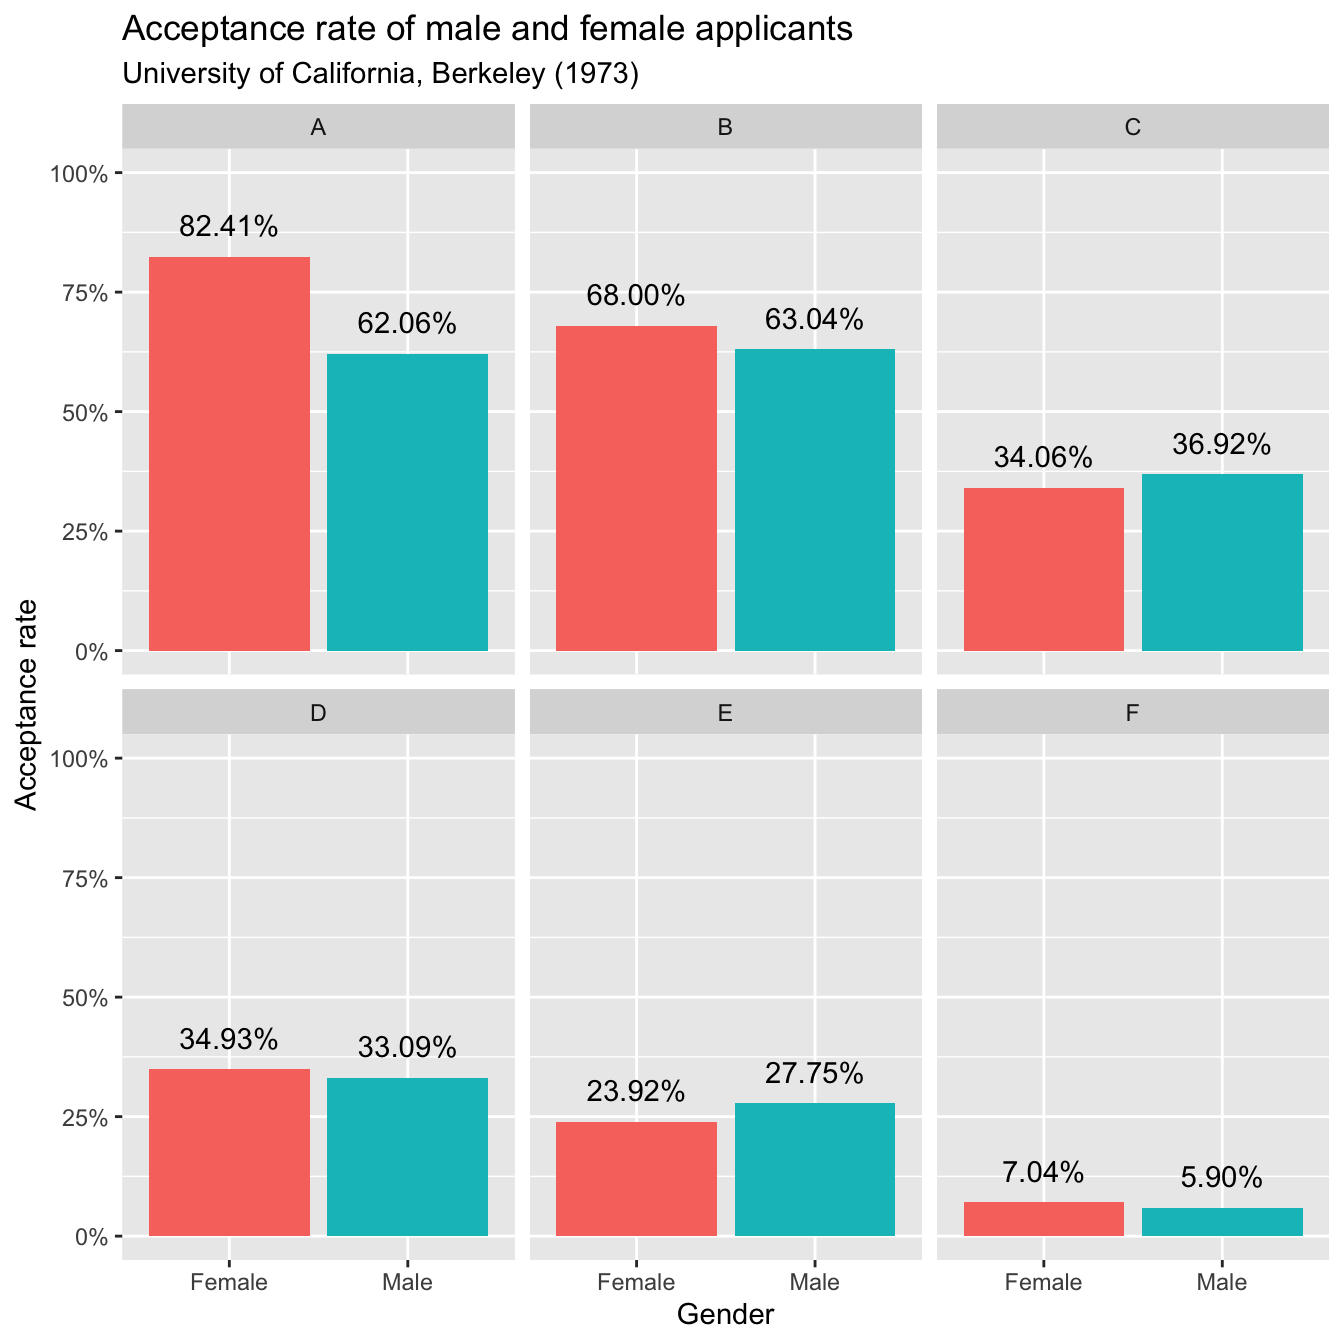 Acceptance rate of male and female applicants
University of California, Berkeley (1973)
A
B
C
100%
75%
50%
25%
0%
82.41%
62.06%
68.00%
63.04%
34.06%
36.92%
Acceptance rate
D
E
F
100%
75%
50%
25%
0%
34.93%
33.09%
23.92%
27.75%
7.04%
5.90%
Female
Male
Female
Male
Female
Male
Gender